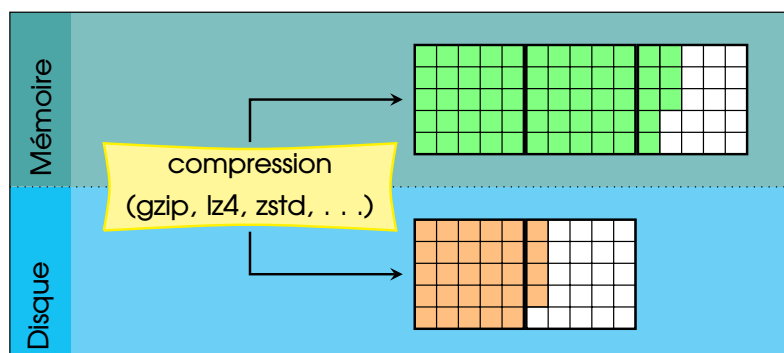 Mémoire
compression
(gzip, lz4, zstd, . . .)
Disque